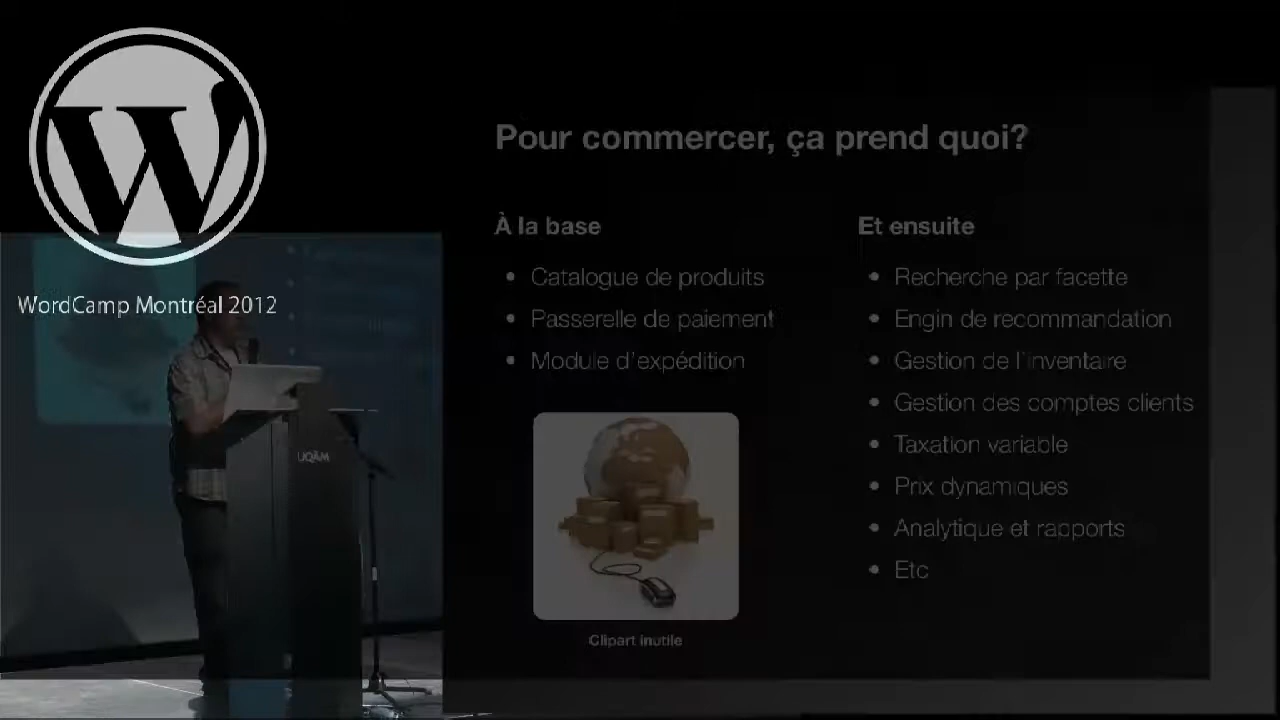 WordCamp Montréal 2012
UQÀM
Pour commercer, ça prend quoi?
À la base
• Catalogue de produits
• Passerelle de paiement
• Module d'expédition
Clipart inutile
Et ensuite
• Recherche par facette
• Engin de recommandation
• Gestion de l'inventaire
• Gestion des comptes clients
• Taxation variable
• Prix dynamiques
• Analytique et rapports
• Etc